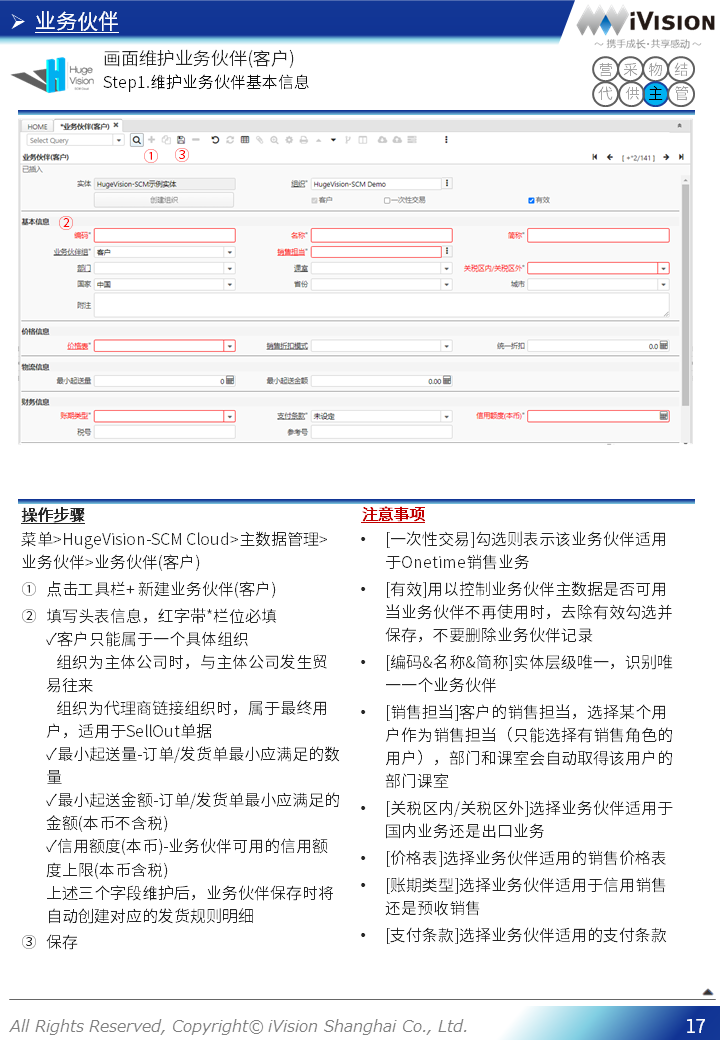 ➢ 业务伙伴
iVision
～ 携手成长·共享感动 ～
Huge
Vision
画面维护业务伙伴(客户)
Step1.维护业务伙伴基本信息
营 采 物 结
代 供 主 管
HOME *业务伙伴(客户) ×
Select Query
① ③
业务伙伴(客户) [ +*2/141 ]
已插入
实体 HugeVision-SCM示例实体 组织* HugeVision-SCM Demo
创建组织 客户 一次性交易 有效
基本信息 ②
编码* 名称* 简称*
业务伙伴组* 客户 销售担当*
部门 课室 关税区内/关税区外*
国家 中国 省份 城市
附注
价格信息
价格表* 销售折扣模式 统一折扣 0.0
物流信息
最小起送量 0 最小起送金额 0.00
财务信息
账期类型* 支付条款* 未设定 信用额度(本币)*
税号 参考号
操作步骤
菜单>HugeVision-SCM Cloud>主数据管理>
业务伙伴>业务伙伴(客户)
① 点击工具栏+ 新建业务伙伴(客户)
② 填写头表信息，红字带*栏位必填
✓客户只能属于一个具体组织
组织为主体公司时，与主体公司发生贸
易往来
组织为代理商链接组织时，属于最终用
户，适用于SellOut单据
✓最小起送量-订单/发货单最小应满足的数
量
✓最小起送金额-订单/发货单最小应满足的
金额(本币不含税)
✓信用额度(本币)-业务伙伴可用的信用额
度上限(本币含税)
上述三个字段维护后，业务伙伴保存时将
自动创建对应的发货规则明细
③ 保存
注意事项
• [一次性交易]勾选则表示该业务伙伴适用
于Onetime销售业务
• [有效]用以控制业务伙伴主数据是否可用
当业务伙伴不再使用时，去除有效勾选并
保存，不要删除业务伙伴记录
• [编码&名称&简称]实体层级唯一，识别唯
一一个业务伙伴
• [销售担当]客户的销售担当，选择某个用
户作为销售担当（只能选择有销售角色的
用户），部门和课室会自动取得该用户的
部门课室
• [关税区内/关税区外]选择业务伙伴适用于
国内业务还是出口业务
• [价格表]选择业务伙伴适用的销售价格表
• [账期类型]选择业务伙伴适用于信用销售
还是预收销售
• [支付条款]选择业务伙伴适用的支付条款
All Rights Reserved, Copyright© iVision Shanghai Co., Ltd.
17